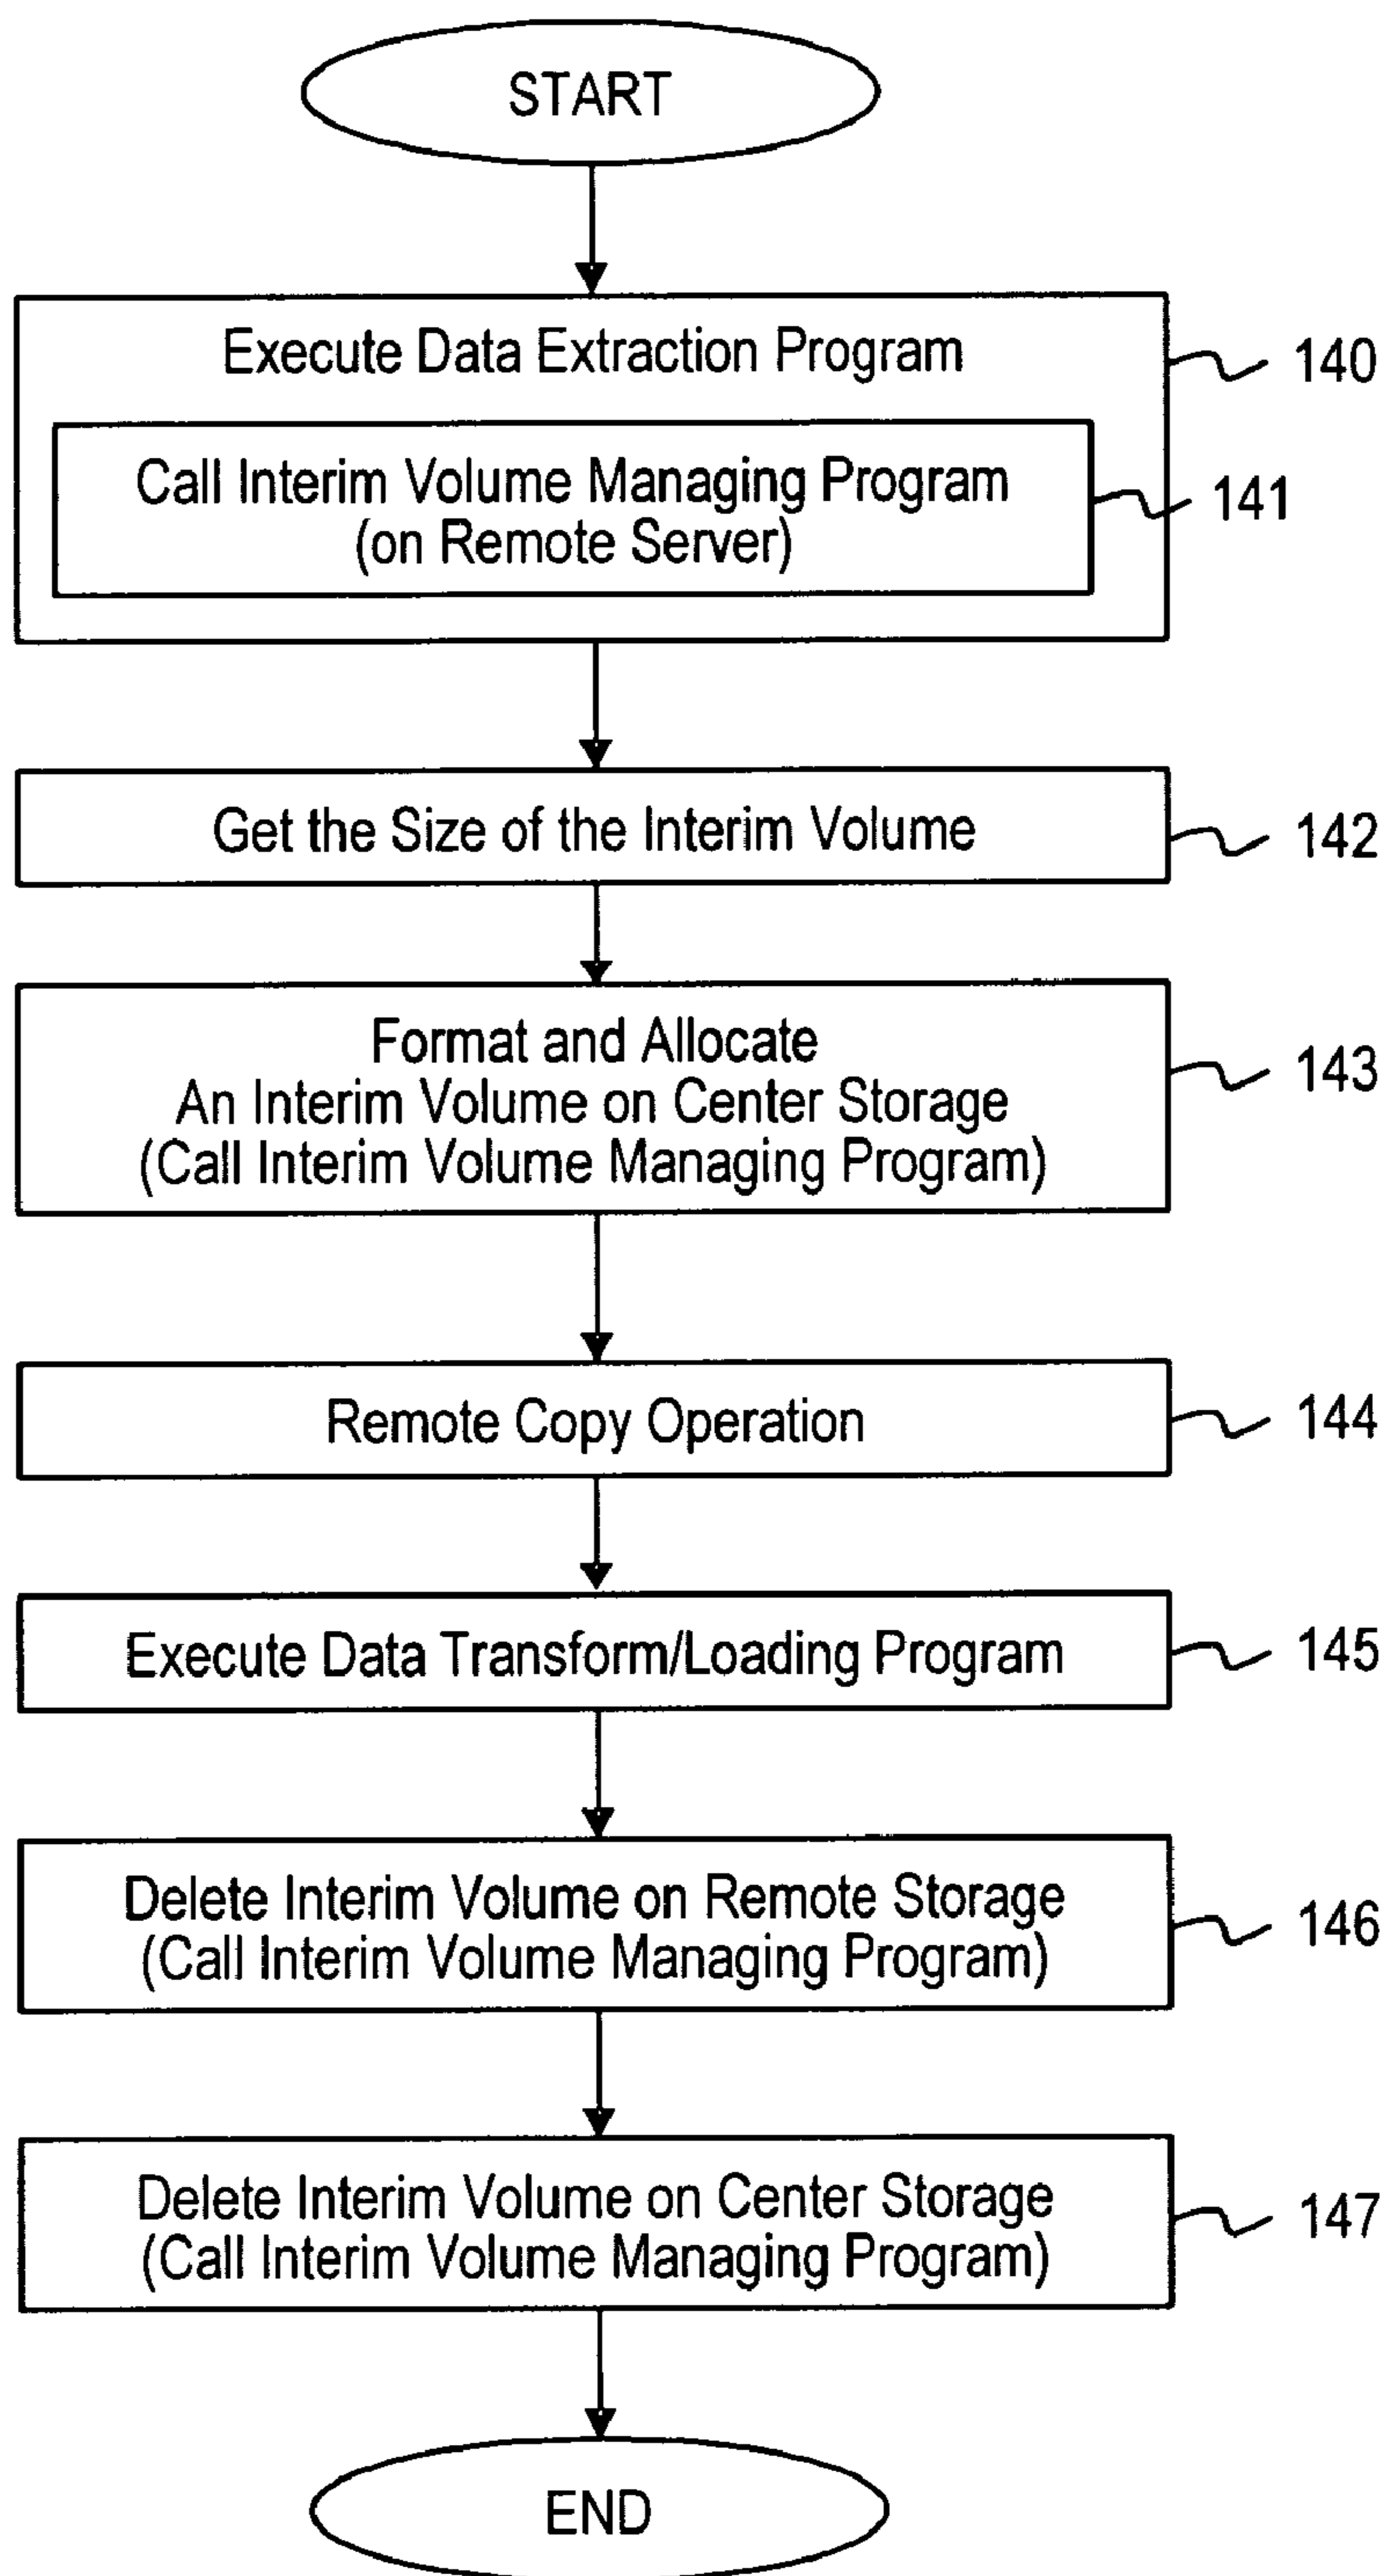 START
Execute Data Extraction Program
140
Call Interim Volume Managing Program
(on Remote Server)
141
Get the Size of the Interim Volume
142
Format and Allocate
An Interim Volume on Center Storage
(Call Interim Volume Managing Program)
143
Remote Copy Operation
144
Execute Data Transform/Loading Program
145
Delete Interim Volume on Remote Storage
(Call Interim Volume Managing Program)
146
Delete Interim Volume on Center Storage
(Call Interim Volume Managing Program)
147
END